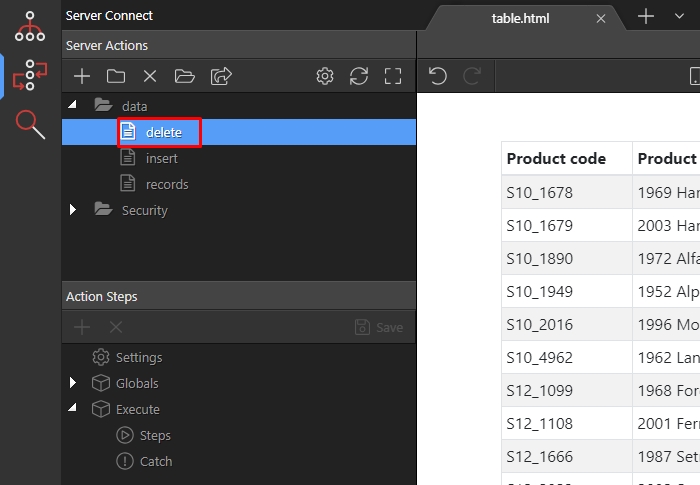 Server Connect
Server Actions
data
delete
insert
records
Security
Action Steps
Save
Settings
Globals
Execute
Steps
Catch
table.html
Product code Product
S10_1678 1969 Har
S10_1679 2003 Har
S10_1890 1972 Alfa
S10_1949 1952 Alp
S10_2016 1996 Mo
S10_4962 1962 Lan
S12_1099 1968 For
S12_1108 2001 Ferr
S12_1666 1987 Set